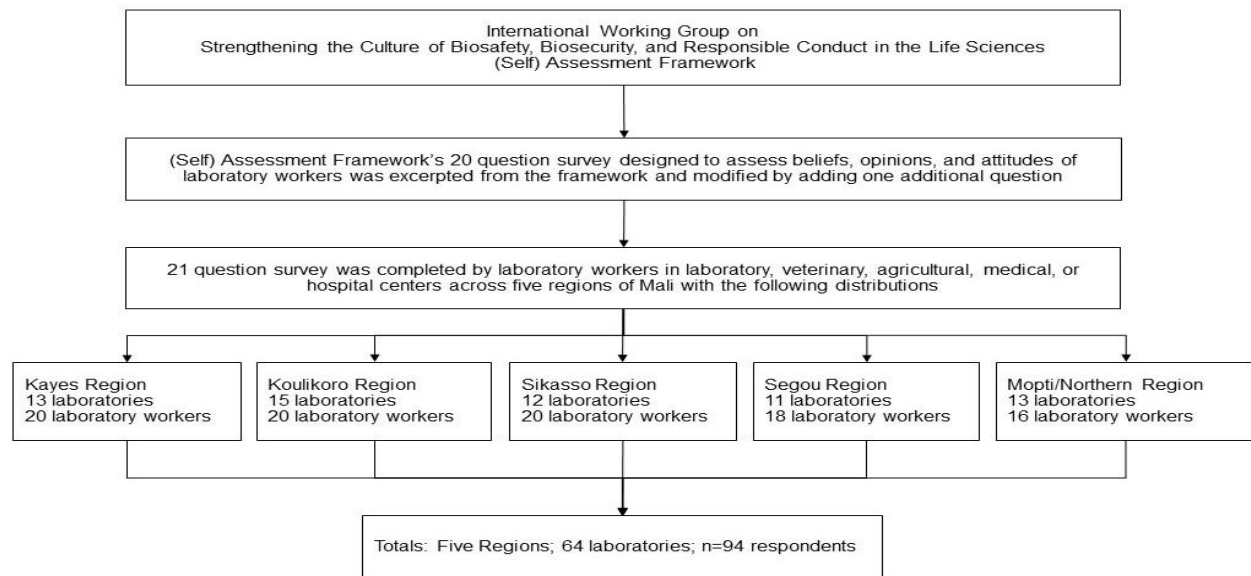 International Working Group on
Strengthening the Culture of Biosafety, Biosecurity, and Responsible Conduct in the Life Sciences
(Self) Assessment Framework
(Self) Assessment Framework's 20 question survey designed to assess beliefs, opinions, and attitudes of
laboratory workers was excerpted from the framework and modified by adding one additional question
21 question survey was completed by laboratory workers in laboratory, veterinary, agricultural, medical, or
hospital centers across five regions of Mali with the following distributions
Kayes Region
13 laboratories
20 laboratory workers
Koulikoro Region
15 laboratories
20 laboratory workers
Sikasso Region
12 laboratories
20 laboratory workers
Segou Region
11 laboratories
18 laboratory workers
Mopti/Northern Region
13 laboratories
16 laboratory workers
Totals: Five Regions; 64 laboratories; n=94 respondents